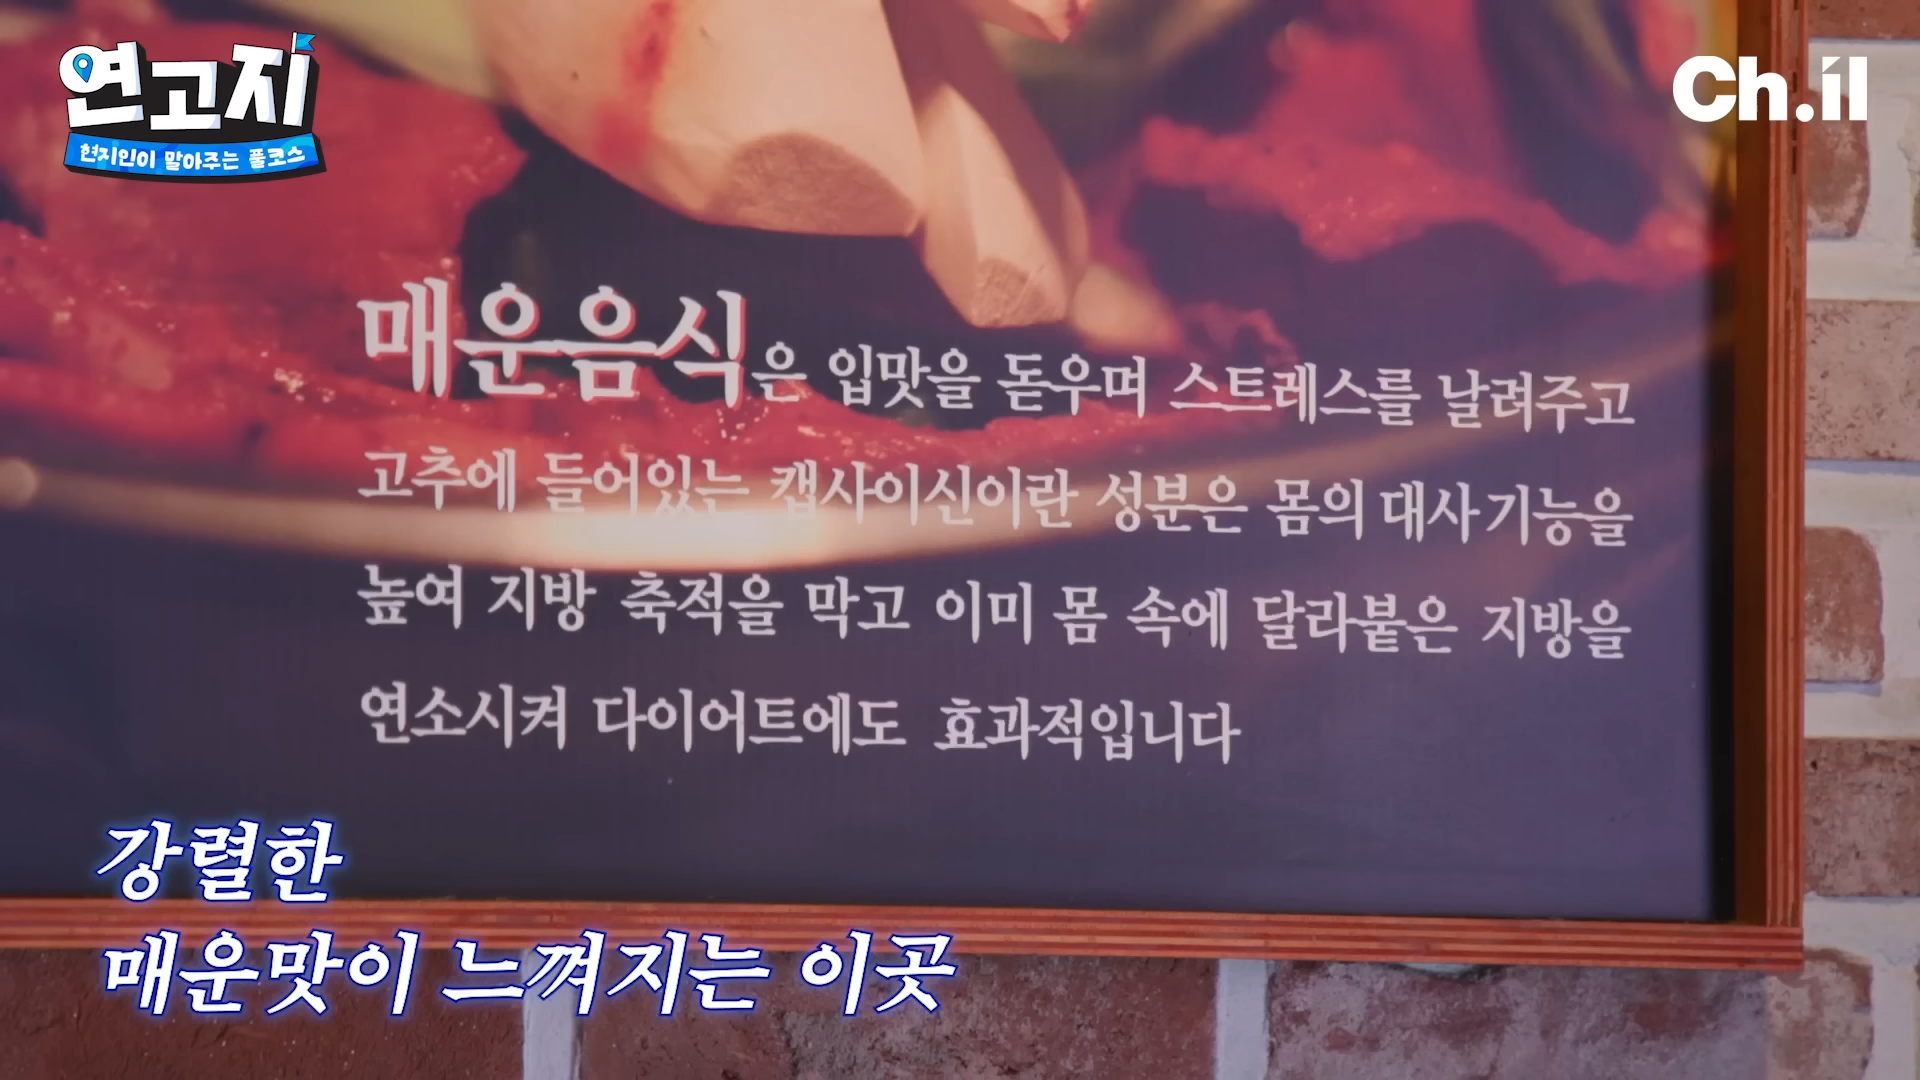 연고지
현지인이 말아주는 풀코스
Ch.il
매운음식은 입맛을 돋우며 스트레스를 날려주고
고추에 들어있는 캡사이신이란 성분은 몸의 대사기능을
높여 지방 축적을 막고 이미 몸 속에 달라붙은 지방을
연소시켜 다이어트에도 효과적입니다
강렬한
매운맛이 느껴지는 이곳